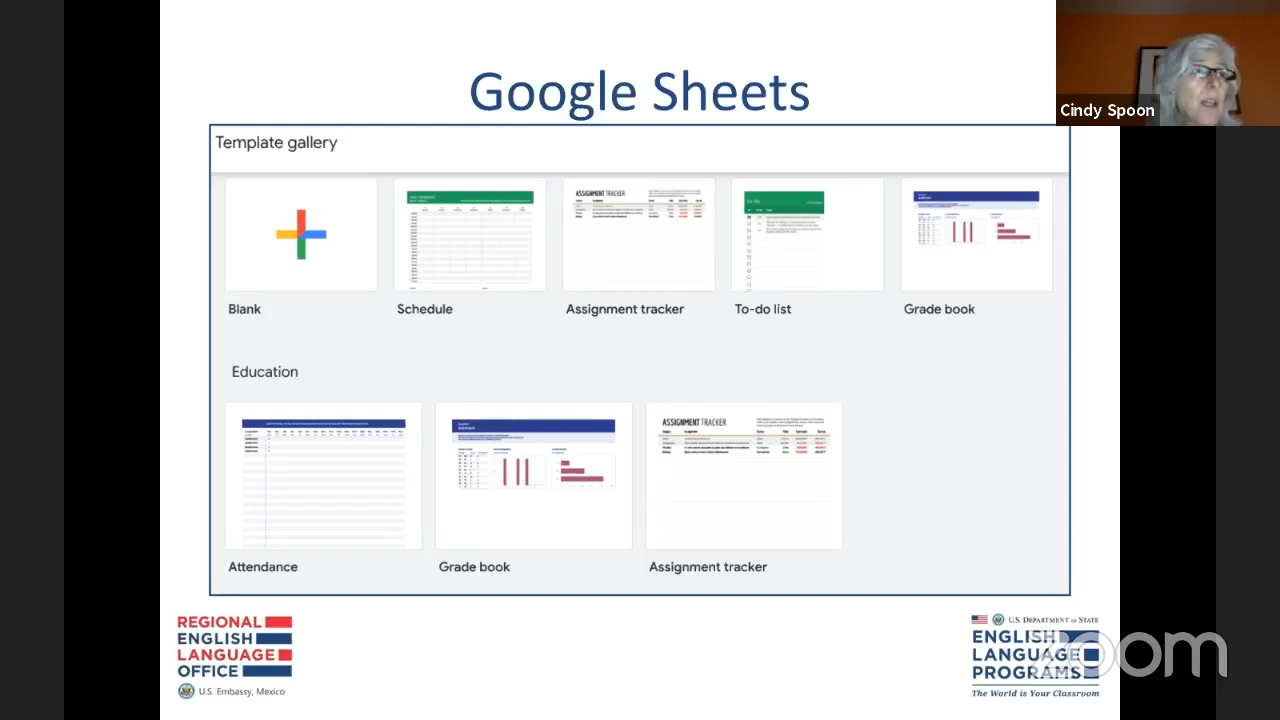 Google Sheets
Cindy Spoon
Template gallery
ASSIGNMENT TRACKER
Blank
Schedule
Assignment tracker
To-do list
Grade book
Education
ASSIGNMENT TRACKER
Attendance
Grade book
Assignment tracker
REGIONAL
ENGLISH
LANGUAGE
OFFICE
U.S. Embassy, Mexico
U.S. DEPARTMENT OF STATE
ENGLISH
LANGUAGE
PROGRAMS
The World is Your Classroom
zoom